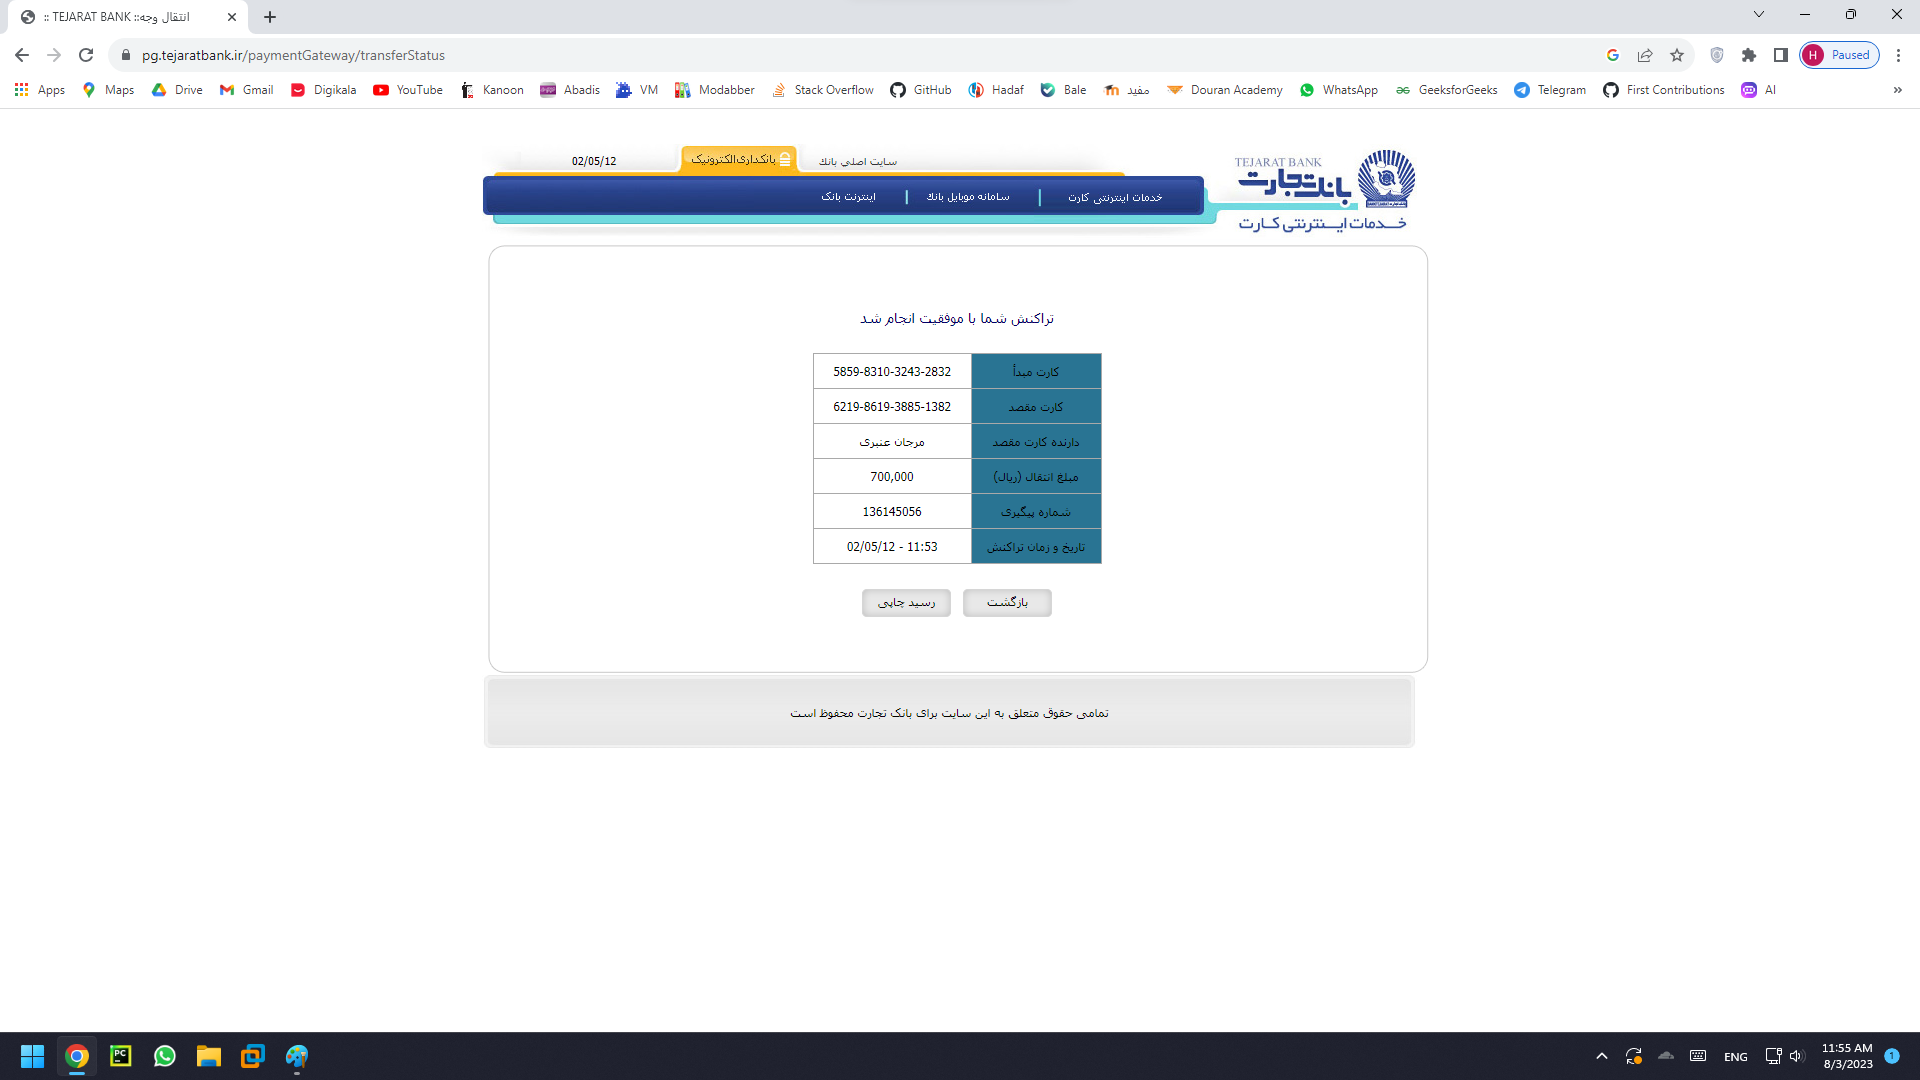 :: TEJARAT BANK ::انتقال وجه
pg.tejaratbank.ir/paymentGateway/transferStatus
H Paused
Apps Maps Drive Gmail Digikala YouTube Kanoon Abadis VM Modabber Stack Overflow GitHub Hadaf Bale مفید Douran Academy WhatsApp GeeksforGeeks Telegram First Contributions AI »
سایت اصلی بانك بانکداری‌الکترونیک 02/05/12
TEJARAT BANK
بانک تجارت
خدمات اینترنتی کارت
خدمات اینترنتی کارت | سامانه موبایل بانك | اینترنت بانک
تراکنش شما با موفقیت انجام شد
کارت مبدأ 5859-8310-3243-2832
کارت مقصد 6219-8619-3885-1382
دارنده کارت مقصد مرجان عنبری
مبلغ انتقال (ریال) 700,000
شماره پیگیری 136145056
تاریخ و زمان تراکنش 02/05/12 - 11:53
بازگشت رسید چاپی
تمامی حقوق متعلق به این سایت برای بانک تجارت محفوظ است
PC
ENG
11:55 AM
8/3/2023
1